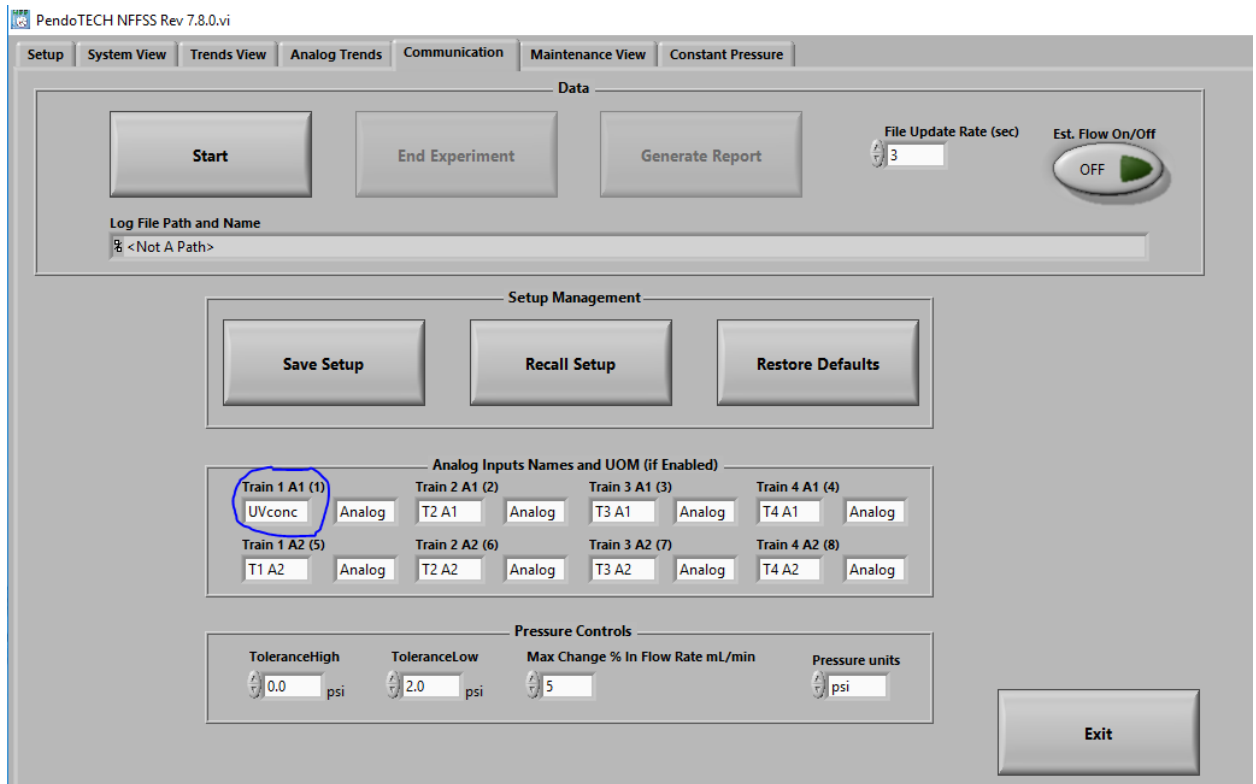 PendoTECH NFFSS Rev 7.8.0.vi
Setup System View Trends View Analog Trends Communication Maintenance View Constant Pressure
Data
Start End Experiment Generate Report
File Update Rate (sec)
3
Est. Flow On/Off
OFF
Log File Path and Name
<Not A Path>
Setup Management
Save Setup Recall Setup Restore Defaults
Analog Inputs Names and UOM (if Enabled)
Train 1 A1 (1) Train 2 A1 (2) Train 3 A1 (3) Train 4 A1 (4)
UVconc Analog T2 A1 Analog T3 A1 Analog T4 A1 Analog
Train 1 A2 (5) Train 2 A2 (6) Train 3 A2 (7) Train 4 A2 (8)
T1 A2 Analog T2 A2 Analog T3 A2 Analog T4 A2 Analog
Pressure Controls
ToleranceHigh ToleranceLow Max Change % In Flow Rate mL/min Pressure units
0.0 psi 2.0 psi 5 psi
Exit